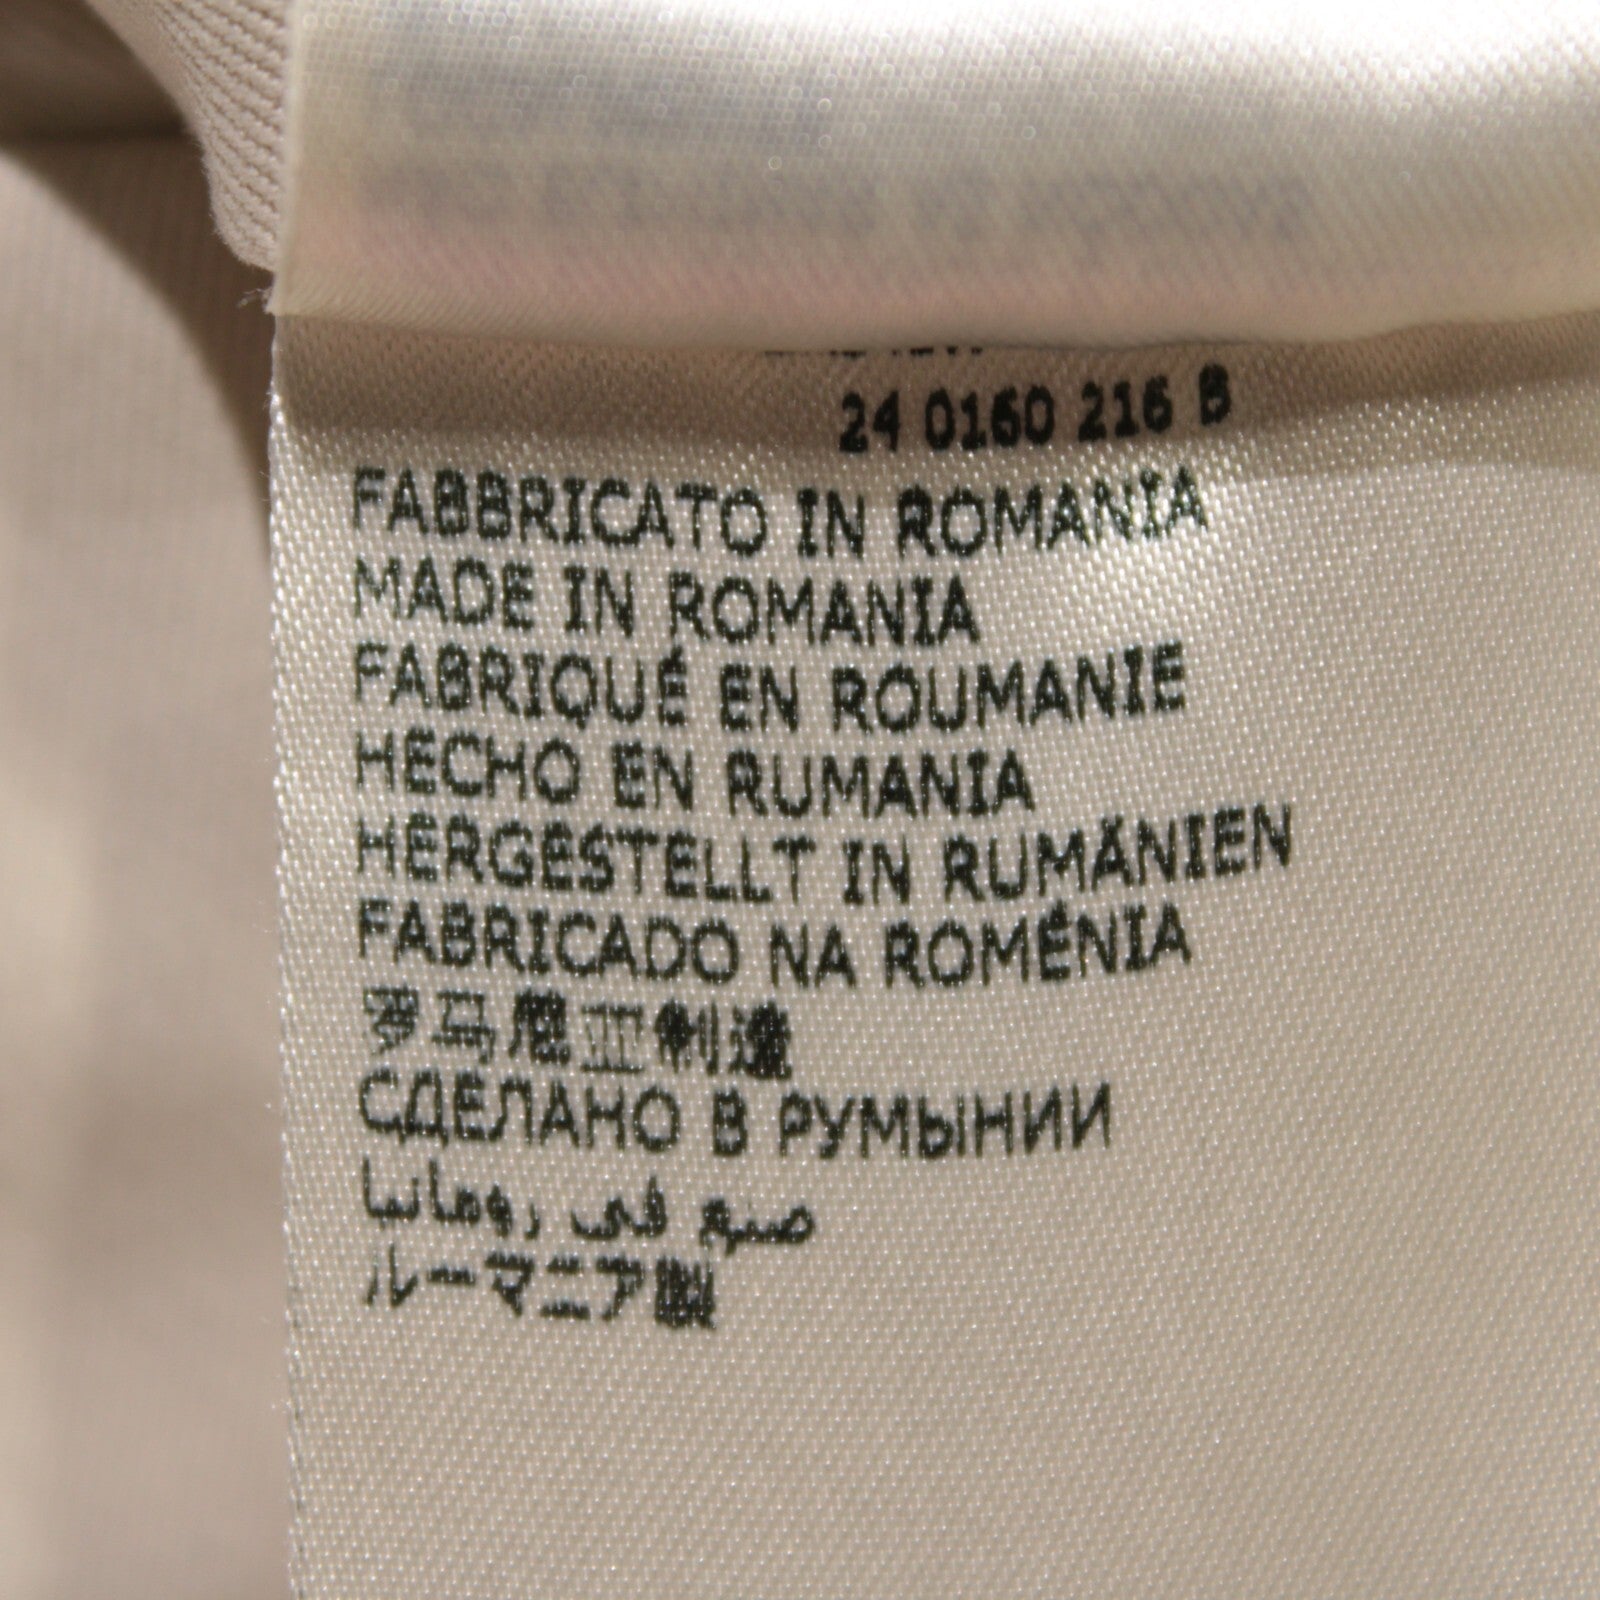 24 0160 216 B
FABBRICATO IN ROMANIA
MADE IN ROMANIA
FABRIQUÉ EN ROUMANIE
HECHO EN RUMANIA
HERGESTELLT IN RUMÄNIEN
FABRICADO NA ROMÉNIA
罗马尼亚制造
СДЕЛАНО В РУМЫНИИ
صنع في رومانيا
ルーマニア製